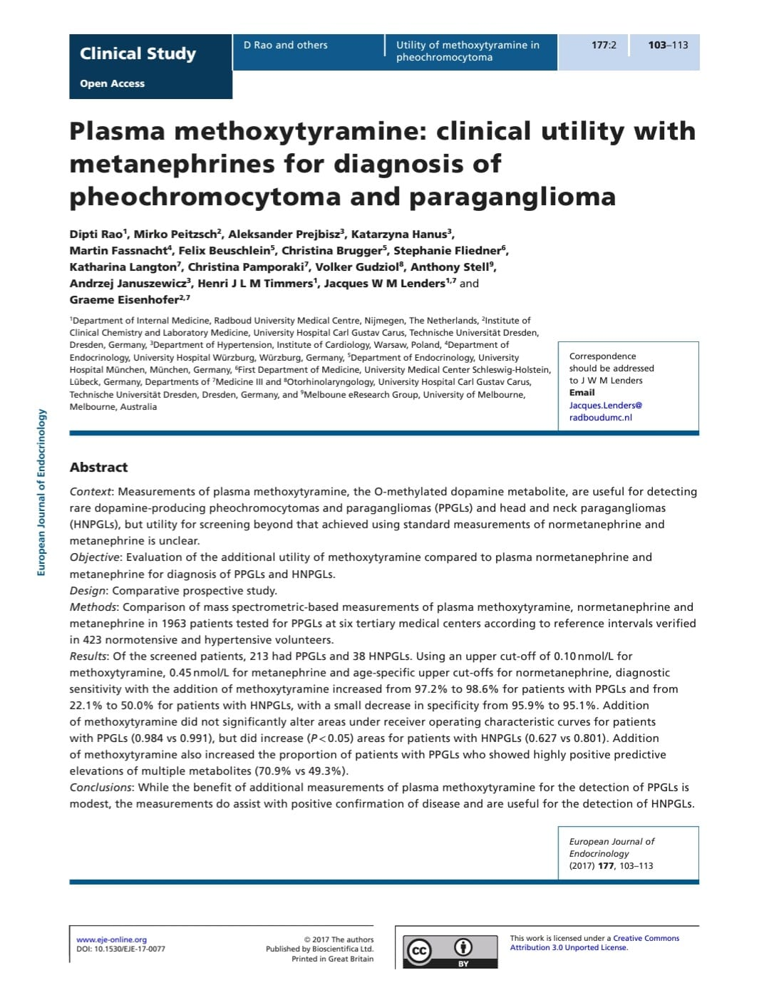 Clinical Study
Open Access
D Rao and others
Utility of methoxytyramine in
pheochromocytoma
177:2
103–113
Plasma methoxytyramine: clinical utility with
metanephrines for diagnosis of
pheochromocytoma and paraganglioma
Dipti Rao¹, Mirko Peitzsch², Aleksander Prejbisz³, Katarzyna Hanus³,
Martin Fassnacht⁴, Felix Beuschlein⁵, Christina Brugger⁵, Stephanie Fliedner⁶,
Katharina Langton⁷, Christina Pamporaki⁷, Volker Gudziol⁸, Anthony Stell⁹,
Andrzej Januszewicz³, Henri J L M Timmers¹, Jacques W M Lenders¹,⁷ and
Graeme Eisenhofer²,⁷
¹Department of Internal Medicine, Radboud University Medical Centre, Nijmegen, The Netherlands, ²Institute of
Clinical Chemistry and Laboratory Medicine, University Hospital Carl Gustav Carus, Technische Universität Dresden,
Dresden, Germany, ³Department of Hypertension, Institute of Cardiology, Warsaw, Poland, ⁴Department of
Endocrinology, University Hospital Würzburg, Würzburg, Germany, ⁵Department of Endocrinology, University
Hospital München, München, Germany, ⁶First Department of Medicine, University Medical Center Schleswig-Holstein,
Lübeck, Germany, Departments of ⁷Medicine III and ⁸Otorhinolaryngology, University Hospital Carl Gustav Carus,
Technische Universität Dresden, Dresden, Germany, and ⁹Melboune eResearch Group, University of Melbourne,
Melbourne, Australia
Correspondence
should be addressed
to J W M Lenders
Email
Jacques.Lenders@
radboudumc.nl
European Journal of Endocrinology
Abstract
Context: Measurements of plasma methoxytyramine, the O-methylated dopamine metabolite, are useful for detecting
rare dopamine-producing pheochromocytomas and paragangliomas (PPGLs) and head and neck paragangliomas
(HNPGLs), but utility for screening beyond that achieved using standard measurements of normetanephrine and
metanephrine is unclear.
Objective: Evaluation of the additional utility of methoxytyramine compared to plasma normetanephrine and
metanephrine for diagnosis of PPGLs and HNPGLs.
Design: Comparative prospective study.
Methods: Comparison of mass spectrometric-based measurements of plasma methoxytyramine, normetanephrine and
metanephrine in 1963 patients tested for PPGLs at six tertiary medical centers according to reference intervals verified
in 423 normotensive and hypertensive volunteers.
Results: Of the screened patients, 213 had PPGLs and 38 HNPGLs. Using an upper cut-off of 0.10 nmol/L for
methoxytyramine, 0.45 nmol/L for metanephrine and age-specific upper cut-offs for normetanephrine, diagnostic
sensitivity with the addition of methoxytyramine increased from 97.2% to 98.6% for patients with PPGLs and from
22.1% to 50.0% for patients with HNPGLs, with a small decrease in specificity from 95.9% to 95.1%. Addition
of methoxytyramine did not significantly alter areas under receiver operating characteristic curves for patients
with PPGLs (0.984 vs 0.991), but did increase (P<0.05) areas for patients with HNPGLs (0.627 vs 0.801). Addition
of methoxytyramine also increased the proportion of patients with PPGLs who showed highly positive predictive
elevations of multiple metabolites (70.9% vs 49.3%).
Conclusions: While the benefit of additional measurements of plasma methoxytyramine for the detection of PPGLs is
modest, the measurements do assist with positive confirmation of disease and are useful for the detection of HNPGLs.
European Journal of
Endocrinology
(2017) 177, 103–113
www.eje-online.org
DOI: 10.1530/EJE-17-0077
© 2017 The authors
Published by Bioscientifica Ltd.
Printed in Great Britain
cc
BY
This work is licensed under a Creative Commons
Attribution 3.0 Unported License.